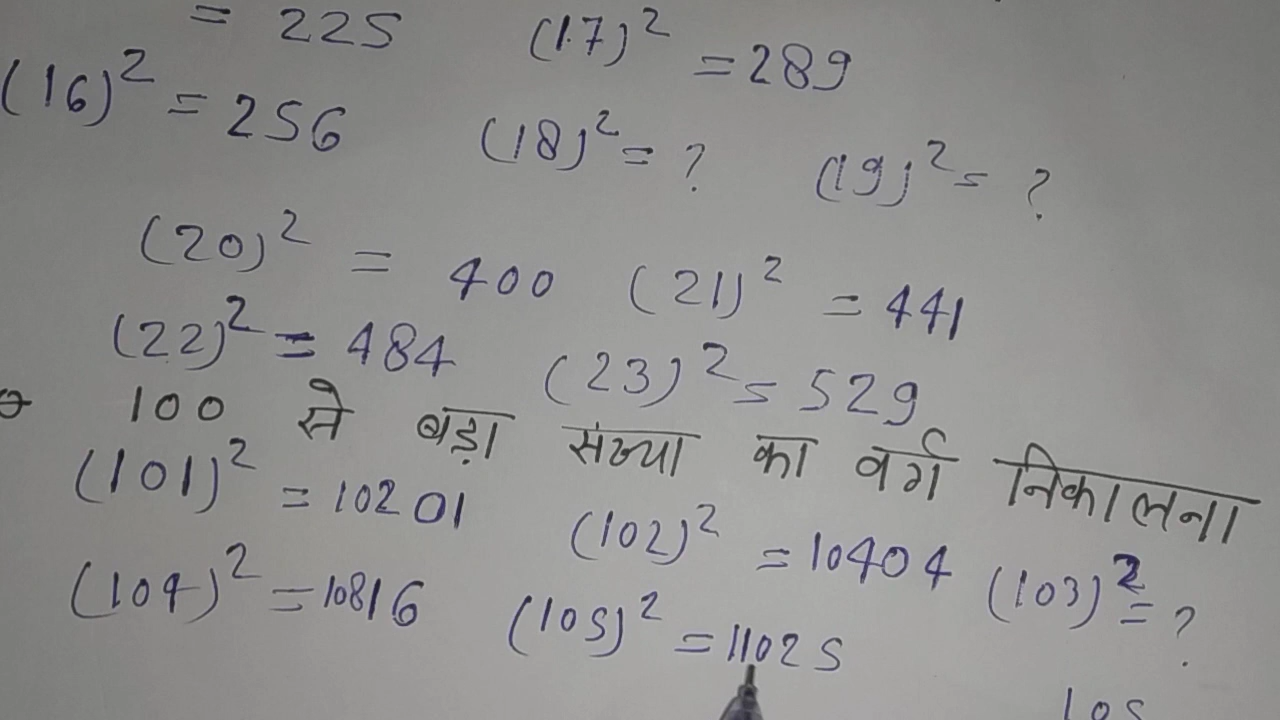 = 225 (17)² = 289
(16)² = 256 (18)² = ? (19)² = ?
(20)² = 400 (21)² = 441
(22)² = 484 (23)² = 529
100 से बड़ा संख्या का वर्ग निकालना
(101)² = 10201 (102)² = 10404 (103)² = ?
(104)² = 10816 (105)² = 11025
105